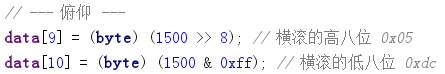 // --- 俯仰 ---
data[9] = (byte) (1500 >> 8); // 横滚的高八位 0x05
data[10] = (byte) (1500 & 0xff); // 横滚的低八位 0xdc